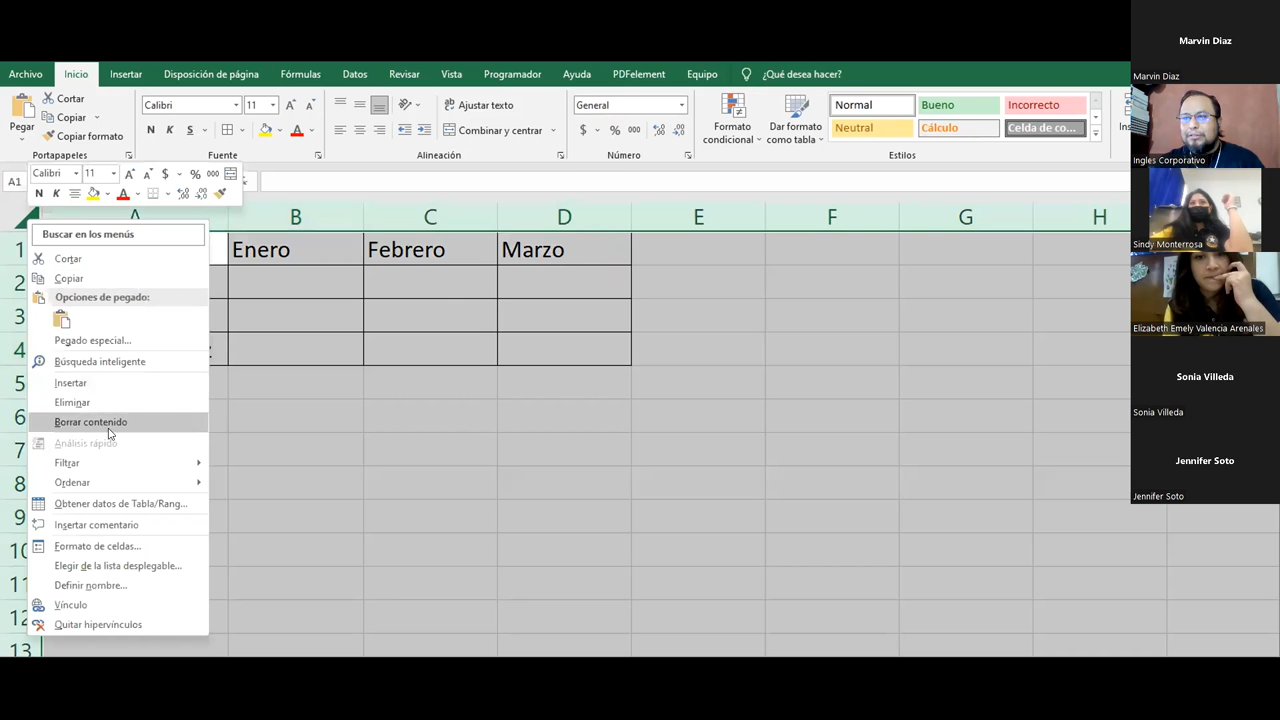 Archivo Inicio Insertar Disposición de página Fórmulas Datos Revisar Vista Programador Ayuda PDFelement Equipo ¿Qué desea hacer?
Pegar
Cortar
Copiar
Copiar formato
Portapapeles
Calibri 11
N K S
Fuente
Ajustar texto
Combinar y centrar
Alineación
General
$ % 000
Número
Formato condicional
Dar formato como tabla
Normal Bueno Incorrecto
Neutral Cálculo Celda de co...
Estilos
Calibri 11 $ % 000
N K
A1
A B C D E F G H
1 Enero Febrero Marzo
2
3
4
5
6
7
8
9
10
11
12
13
Buscar en los menús
Cortar
Copiar
Opciones de pegado:
Pegado especial...
Búsqueda inteligente
Insertar
Eliminar
Borrar contenido
Análisis rápido
Filtrar
Ordenar
Obtener datos de Tabla/Rang...
Insertar comentario
Formato de celdas...
Elegir de la lista desplegable...
Definir nombre...
Vínculo
Quitar hipervínculos
Marvin Diaz
Marvin Diaz
Ingles Corporativo
Sindy Monterrosa
Elizabeth Emely Valencia Arenales
Sonia Villeda
Sonia Villeda
Jennifer Soto
Jennifer Soto